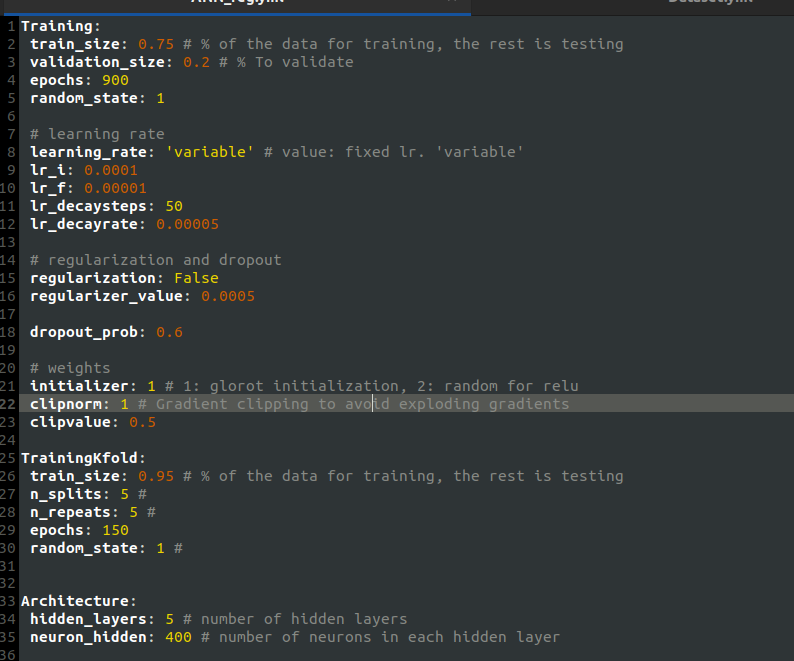 1 Training:
2 train_size: 0.75 # % of the data for training, the rest is testing
3 validation_size: 0.2 # % To validate
4 epochs: 900
5 random_state: 1
6
7 # learning rate
8 learning_rate: 'variable' # value: fixed lr. 'variable'
9 lr_i: 0.0001
10 lr_f: 0.00001
11 lr_decaysteps: 50
12 lr_decayrate: 0.00005
13
14 # regularization and dropout
15 regularization: False
16 regularizer_value: 0.0005
17
18 dropout_prob: 0.6
19
20 # weights
21 initializer: 1 # 1: glorot initialization, 2: random for relu
22 clipnorm: 1 # Gradient clipping to avoid exploding gradients
23 clipvalue: 0.5
24
25 TrainingKfold:
26 train_size: 0.95 # % of the data for training, the rest is testing
27 n_splits: 5 #
28 n_repeats: 5 #
29 epochs: 150
30 random_state: 1 #
31
32
33 Architecture:
34 hidden_layers: 5 # number of hidden layers
35 neuron_hidden: 400 # number of neurons in each hidden layer
36